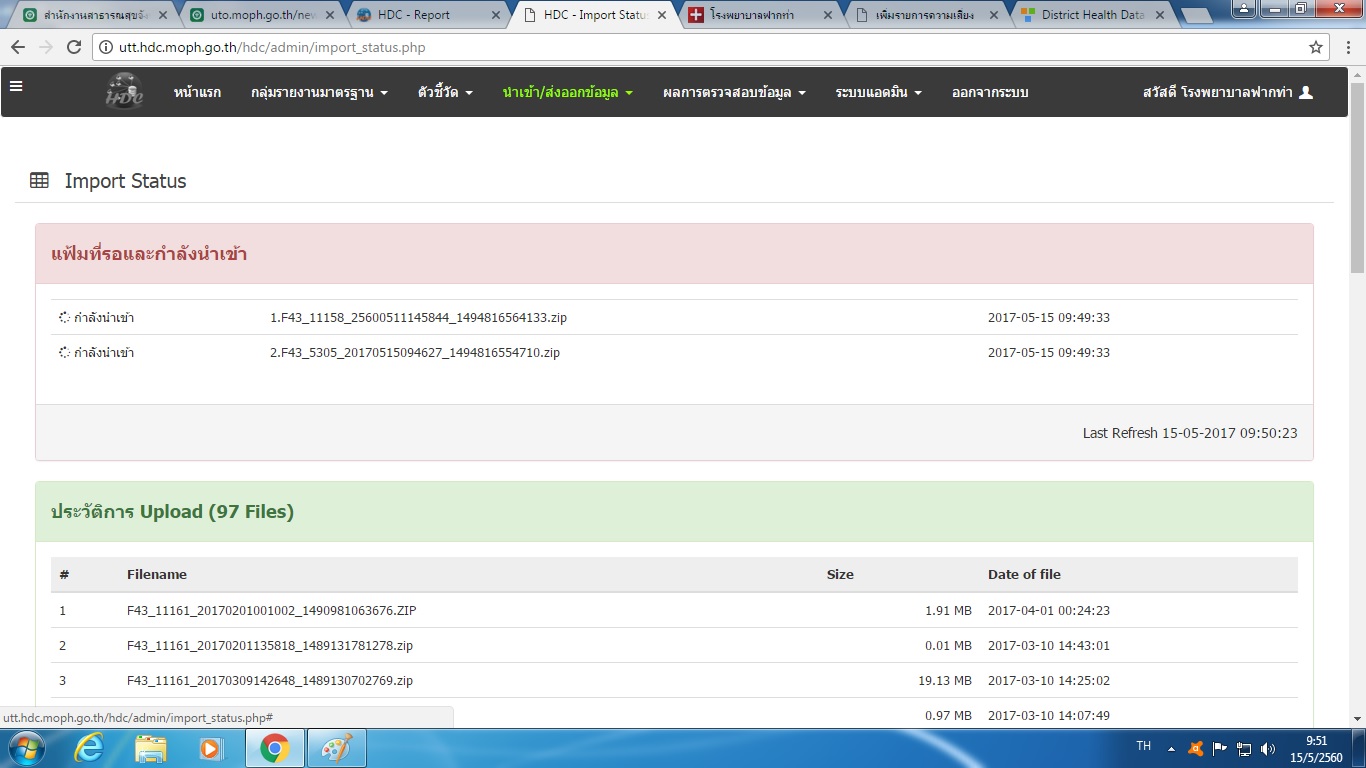 สำนักงานสาธารณสุขจัง
uto.moph.go.th/new
HDC - Report
HDC - Import Status
โรงพยาบาลฟากท่า
เพิ่มรายการความเสี่ยง
District Health Data
utt.hdc.moph.go.th/hdc/admin/import_status.php
HDC หน้าแรก กลุ่มรายงานมาตรฐาน ตัวชี้วัด นำเข้า/ส่งออกข้อมูล ผลการตรวจสอบข้อมูล ระบบแอดมิน ออกจากระบบ สวัสดี โรงพยาบาลฟากท่า
Import Status
แฟ้มที่รอและกำลังนำเข้า
กำลังนำเข้า 1.F43_11158_25600511145844_1494816564133.zip 2017-05-15 09:49:33
กำลังนำเข้า 2.F43_5305_20170515094627_1494816554710.zip 2017-05-15 09:49:33
Last Refresh 15-05-2017 09:50:23
ประวัติการ Upload (97 Files)
# Filename Size Date of file
1 F43_11161_20170201001002_1490981063676.ZIP 1.91 MB 2017-04-01 00:24:23
2 F43_11161_20170201135818_1489131781278.zip 0.01 MB 2017-03-10 14:43:01
3 F43_11161_20170309142648_1489130702769.zip 19.13 MB 2017-03-10 14:25:02
0.97 MB 2017-03-10 14:07:49
utt.hdc.moph.go.th/hdc/admin/import_status.php#
TH
9:51
15/5/2560